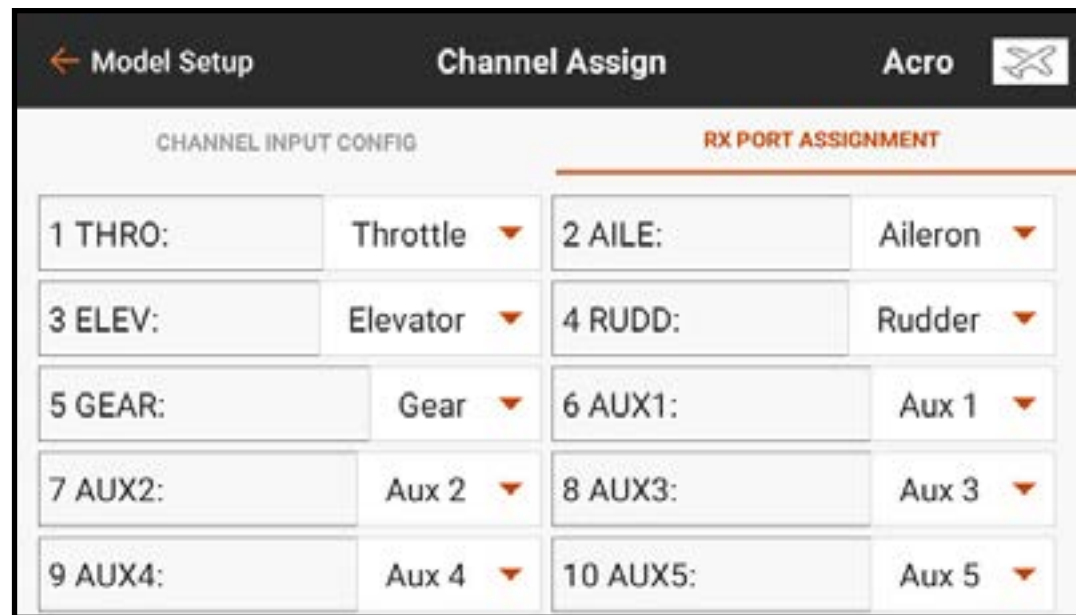 Model Setup Channel Assign Acro
CHANNEL INPUT CONFIG RX PORT ASSIGNMENT
1 THRO: Throttle 2 AILE: Aileron
3 ELEV: Elevator 4 RUDD: Rudder
5 GEAR: Gear 6 AUX1: Aux 1
7 AUX2: Aux 2 8 AUX3: Aux 3
9 AUX4: Aux 4 10 AUX5: Aux 5